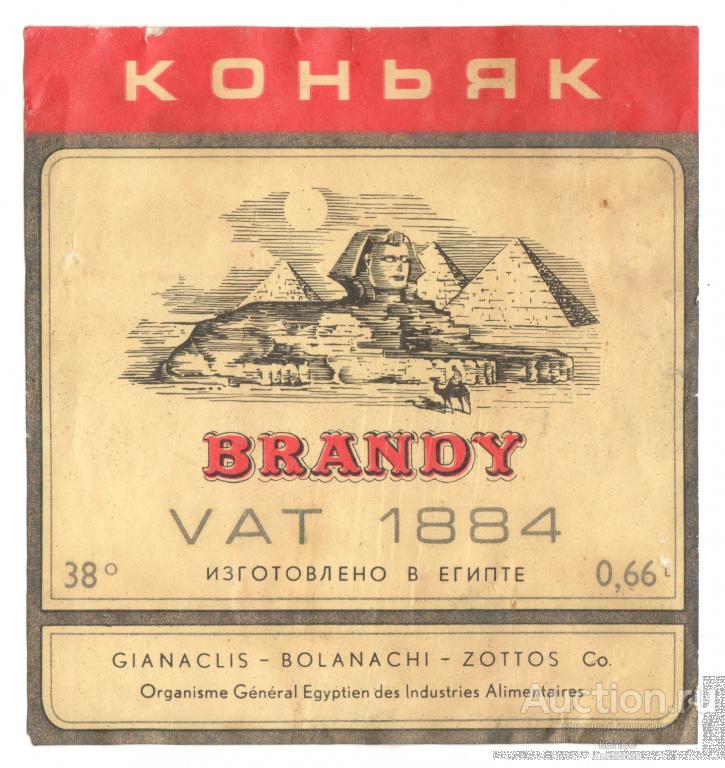 КОНЬЯК
BRANDY
VAT 1884
38° ИЗГОТОВЛЕНО В ЕГИПТЕ 0,66 L
GIANACLIS – BOLANACHI – ZOTTOS Co.
Organisme Général Egyptien des Industries Alimentaires
Auction.ru